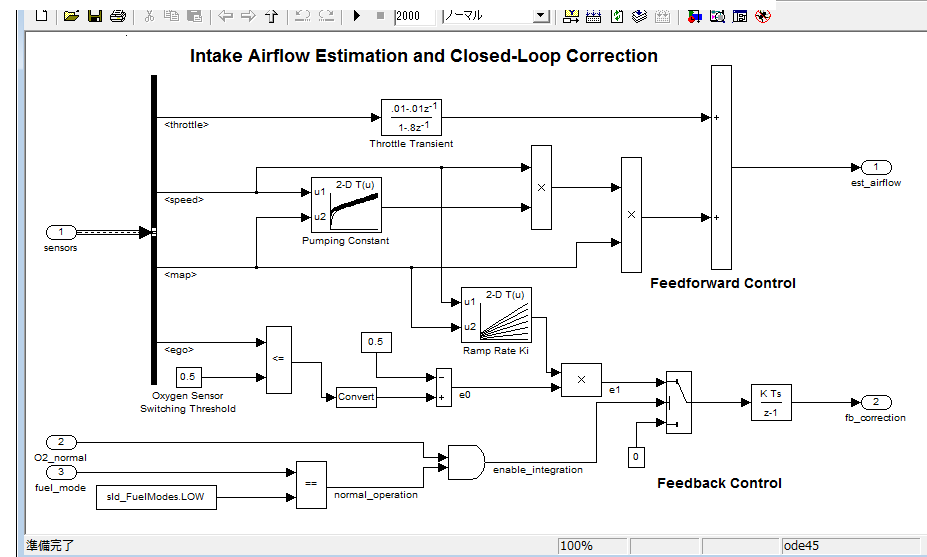 2000 ノーマル
Intake Airflow Estimation and Closed-Loop Correction
.01-.01z-1
1-.8z-1
Throttle Transient
<throttle>
+
1
est_airflow
2-D T(u)
u1
u2
Pumping Constant
<speed>
×
×
+
1
sensors
<map>
Feedforward Control
2-D T(u)
u1
u2
Ramp Rate Ki
<ego>
0.5
Oxygen Sensor
Switching Threshold
<=
0.5
Convert
−
+
e0
×
e1
K Ts
z-1
2
fb_correction
0
2
O2_normal
3
fuel_mode
sld_FuelModes.LOW
==
normal_operation
enable_integration
Feedback Control
準備完了 100% ode45